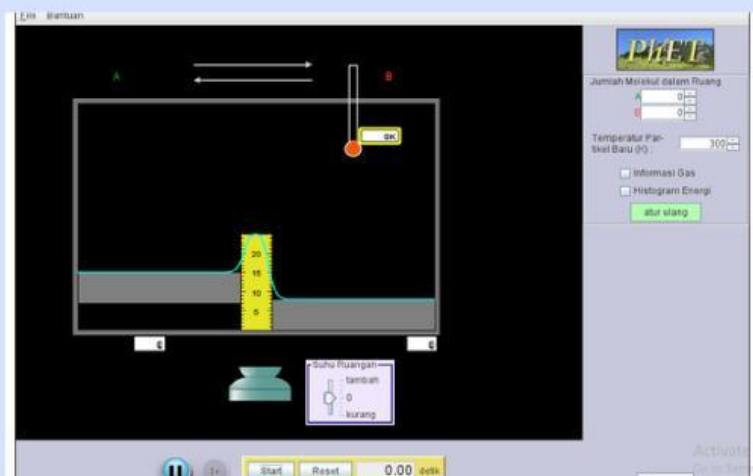 File Bantuan
PhET
A
B
0K
Jumlah Molekul dalam Ruang
A 0
B 0
Temperatur Par-
tikel Baru (K) : 300
Informasi Gas
Histogram Energi
atur ulang
20
15
10
5
Suhu Ruangan
tambah
0
kurang
Start Reset 0.00 detik